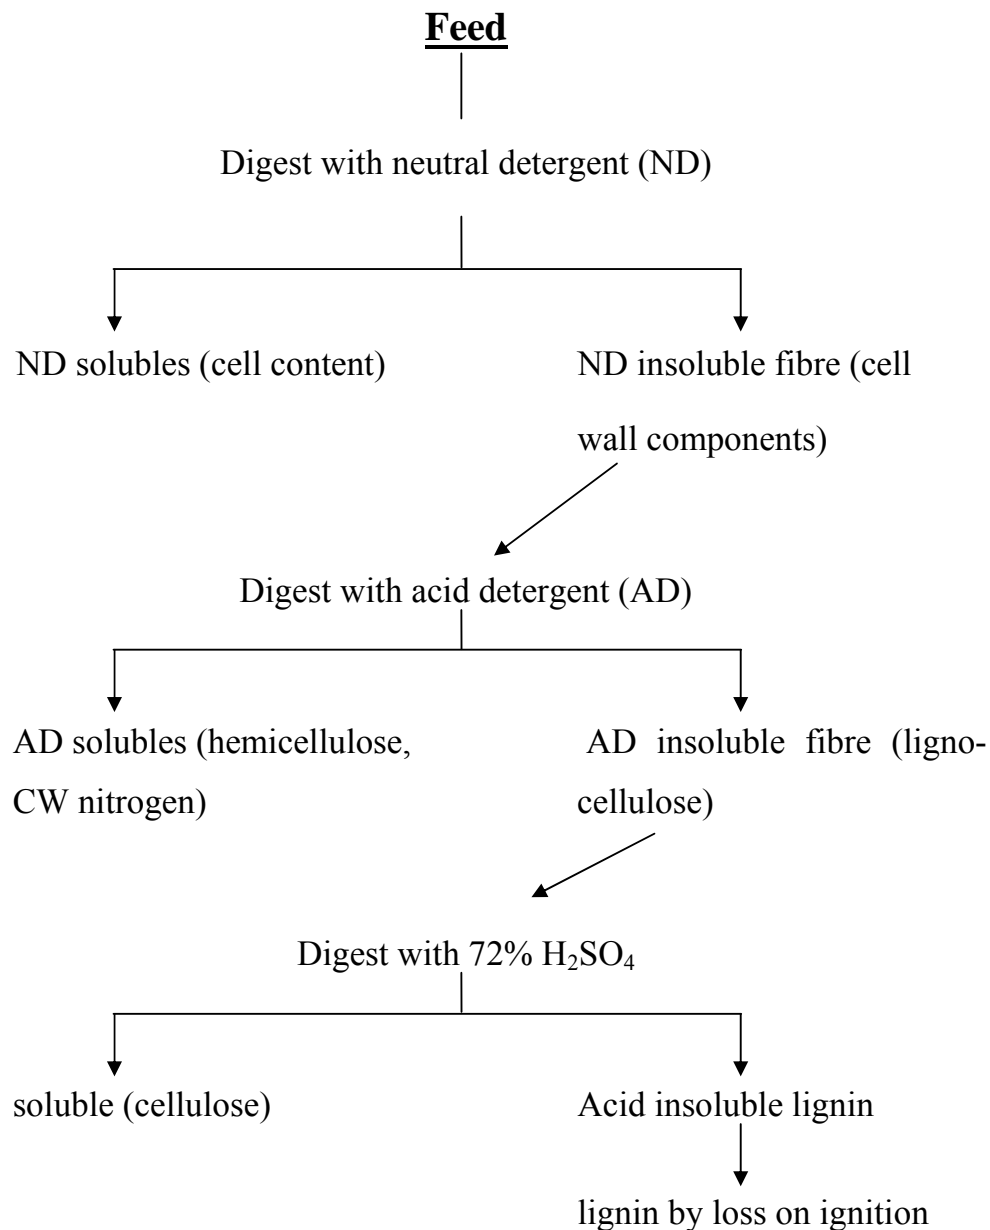 Feed
Digest with neutral detergent (ND)
ND solubles (cell content)
ND insoluble fibre (cell
wall components)
Digest with acid detergent (AD)
AD solubles (hemicellulose,
CW nitrogen)
AD insoluble fibre (ligno-
cellulose)
Digest with 72% H₂SO₄
soluble (cellulose)
Acid insoluble lignin
lignin by loss on ignition